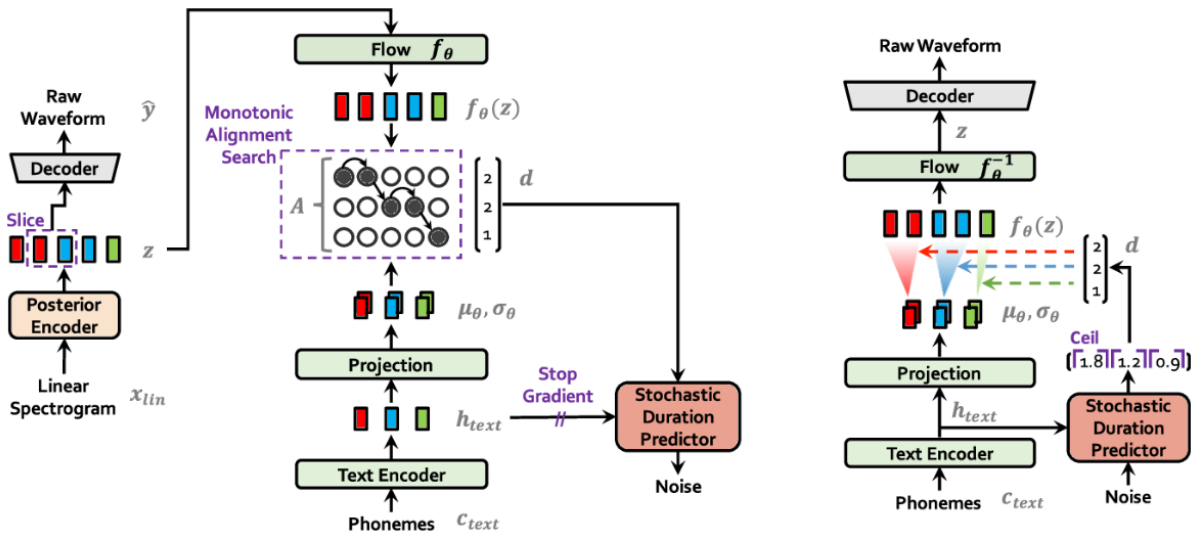 Flow f_θ
f_θ(z)
Monotonic
Alignment
Search
A
2
2
1
d
Raw
Waveform
ŷ
Decoder
Slice
z
Posterior
Encoder
Linear
Spectrogram
x_lin
μ_θ, σ_θ
Projection
h_text
Stop
Gradient
//
Stochastic
Duration
Predictor
Noise
Text Encoder
Phonemes c_text
Raw Waveform
Decoder
z
Flow f_θ^-1
f_θ(z)
2
2
1
d
μ_θ, σ_θ
Ceil
⌈1.8⌉ ⌈1.2⌉ ⌈0.9⌉
Projection
h_text
Stochastic
Duration
Predictor
Text Encoder
Phonemes c_text
Noise